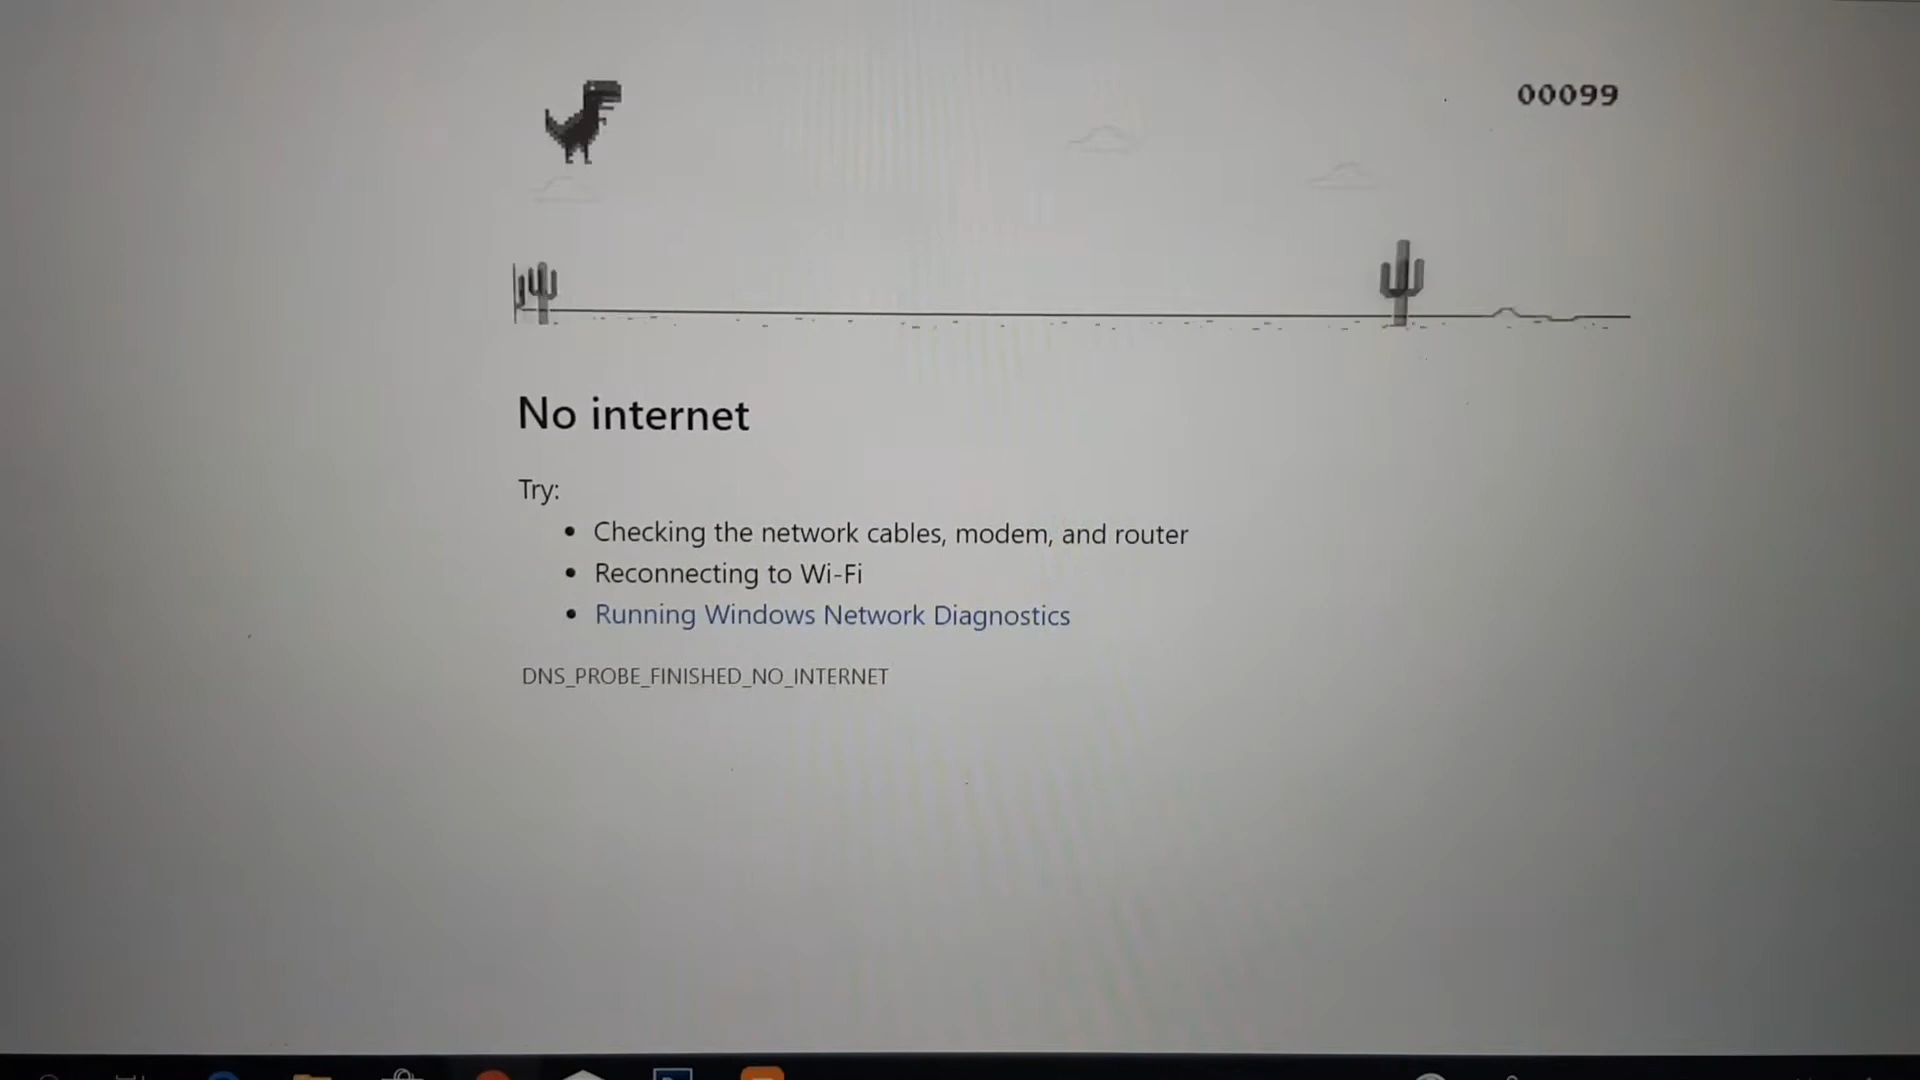 00099
No internet
Try:
Checking the network cables, modem, and router
Reconnecting to Wi-Fi
Running Windows Network Diagnostics
DNS_PROBE_FINISHED_NO_INTERNET